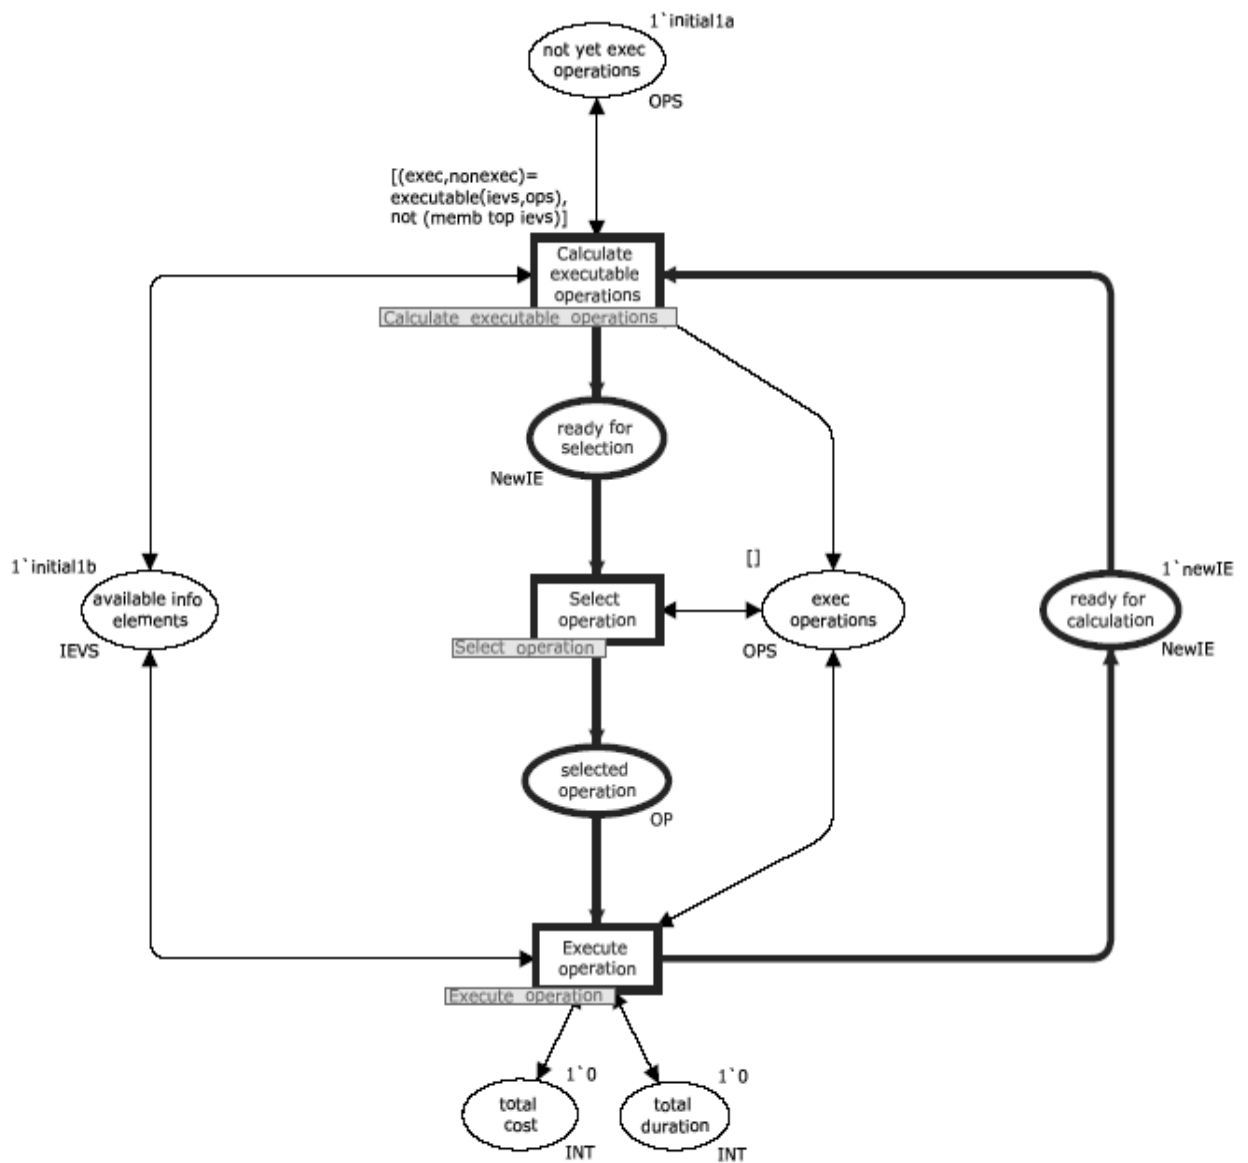 1`initial1a
not yet exec
operations
OPS
[(exec,nonexec)=
executable(ievs,ops),
not (memb top ievs)]
Calculate
executable
operations
Calculate executable operations
ready for
selection
NewIE
1`initial1b
available info
elements
IEVS
Select
operation
Select operation
[]
exec
operations
OPS
1`newIE
ready for
calculation
NewIE
selected
operation
OP
Execute
operation
Execute operation
1`0
total
cost
INT
1`0
total
duration
INT